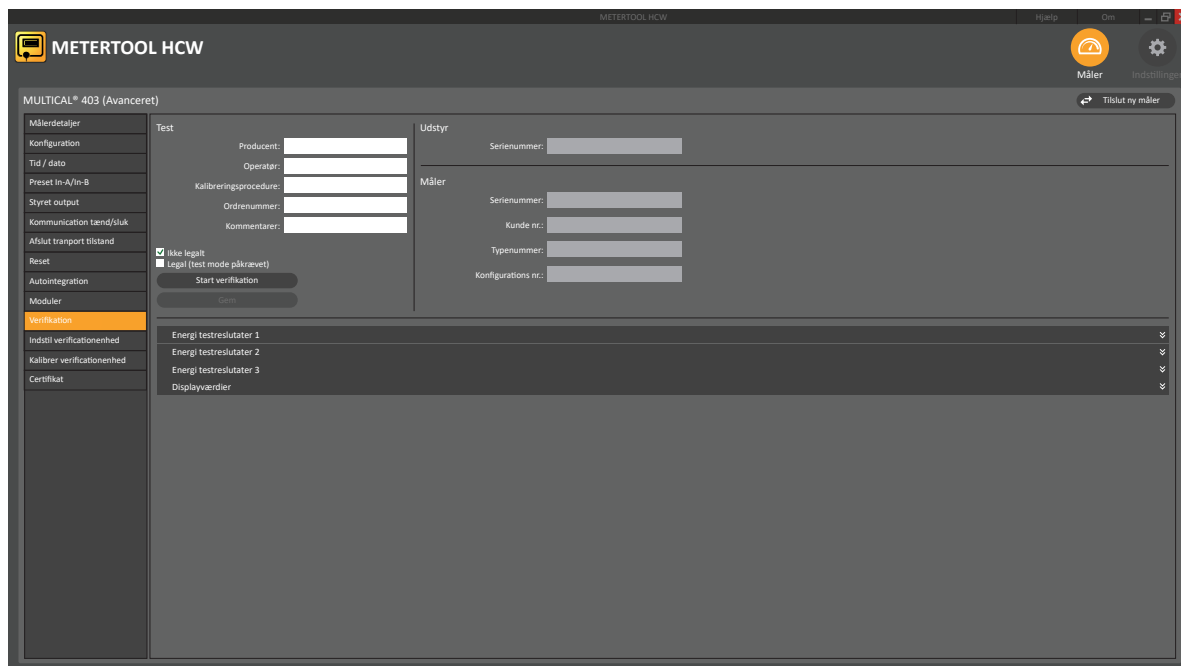 METERTOOL HCW
Hjælp
Om
METERTOOL HCW
Måler
Indstillinger
MULTICAL® 403 (Avanceret)
Tilslut ny måler
Målerdetaljer
Konfiguration
Tid / dato
Preset In-A/In-B
Styret output
Kommunication tænd/sluk
Afslut tranport tilstand
Reset
Autointegration
Moduler
Verifikation
Indstil verificationenhed
Kalibrer verificationenhed
Certifikat
Test
Producent:
Operatør:
Kalibreringsprocedure:
Ordrenummer:
Kommentarer:
Ikke legalt
Legal (test mode påkrævet)
Start verifikation
Gem
Udstyr
Serienummer:
Måler
Serienummer:
Kunde nr.:
Typenummer:
Konfigurations nr.:
Energi testreslutater 1
Energi testreslutater 2
Energi testreslutater 3
Displayværdier